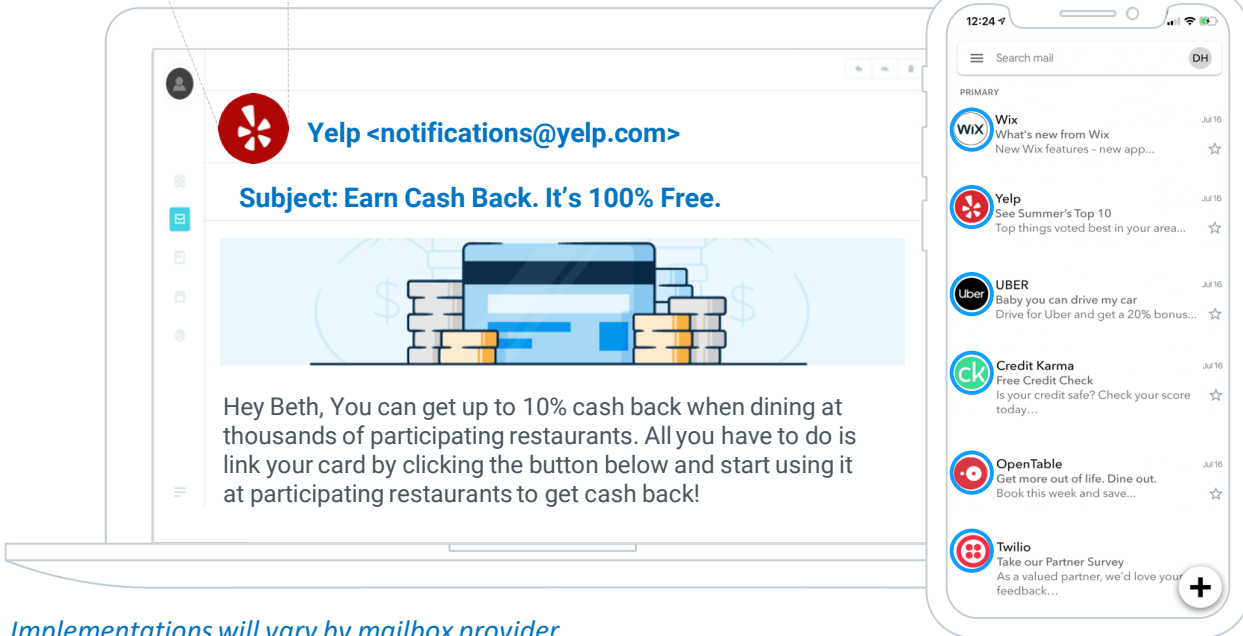 Yelp <notifications@yelp.com>
Subject: Earn Cash Back. It's 100% Free.
$
$
Hey Beth, You can get up to 10% cash back when dining at
thousands of participating restaurants. All you have to do is
link your card by clicking the button below and start using it
at participating restaurants to get cash back!
Implementations will vary by mailbox provider
12:24
Search mail
DH
PRIMARY
WiX
Wix
Jul 16
What's new from Wix
New Wix features – new app...
Yelp
Jul 16
See Summer's Top 10
Top things voted best in your area...
Uber
UBER
Jul 16
Baby you can drive my car
Drive for Uber and get a 20% bonus...
ck
Credit Karma
Jul 16
Free Credit Check
Is your credit safe? Check your score
today...
OpenTable
Jul 16
Get more out of life. Dine out.
Book this week and save...
Twilio
Take our Partner Survey
As a valued partner, we'd love your
feedback...
+